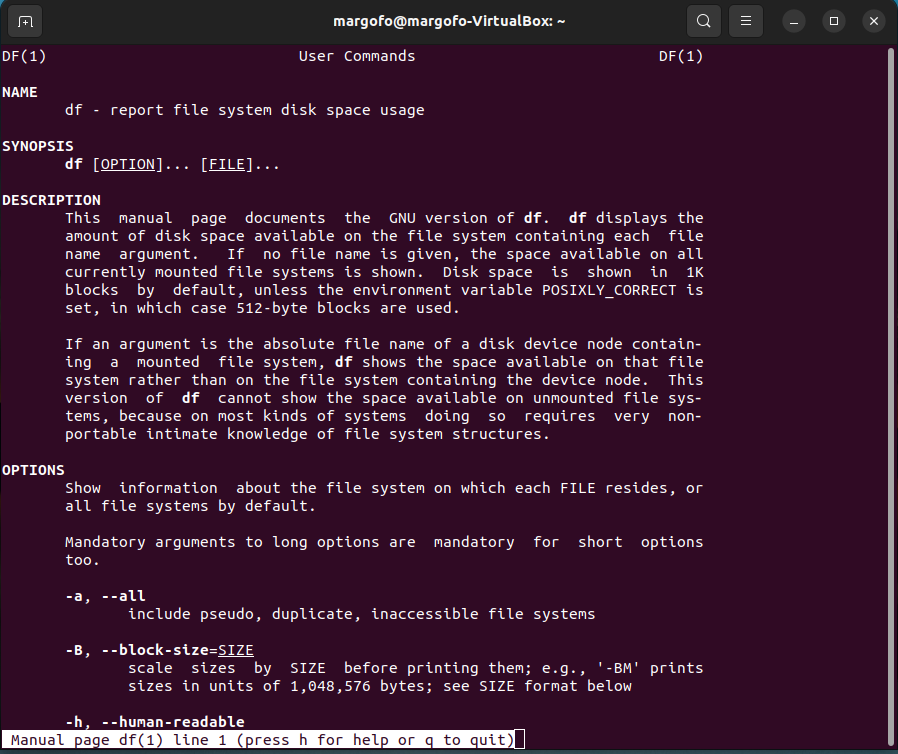 margofo@margofo-VirtualBox: ~
DF(1) User Commands DF(1)
NAME
df - report file system disk space usage
SYNOPSIS
df [OPTION]... [FILE]...
DESCRIPTION
This manual page documents the GNU version of df. df displays the
amount of disk space available on the file system containing each file
name argument. If no file name is given, the space available on all
currently mounted file systems is shown. Disk space is shown in 1K
blocks by default, unless the environment variable POSIXLY_CORRECT is
set, in which case 512-byte blocks are used.
If an argument is the absolute file name of a disk device node contain-
ing a mounted file system, df shows the space available on that file
system rather than on the file system containing the device node. This
version of df cannot show the space available on unmounted file sys-
tems, because on most kinds of systems doing so requires very non-
portable intimate knowledge of file system structures.
OPTIONS
Show information about the file system on which each FILE resides, or
all file systems by default.
Mandatory arguments to long options are mandatory for short options
too.
-a, --all
include pseudo, duplicate, inaccessible file systems
-B, --block-size=SIZE
scale sizes by SIZE before printing them; e.g., '-BM' prints
sizes in units of 1,048,576 bytes; see SIZE format below
-h, --human-readable
Manual page df(1) line 1 (press h for help or q to quit)